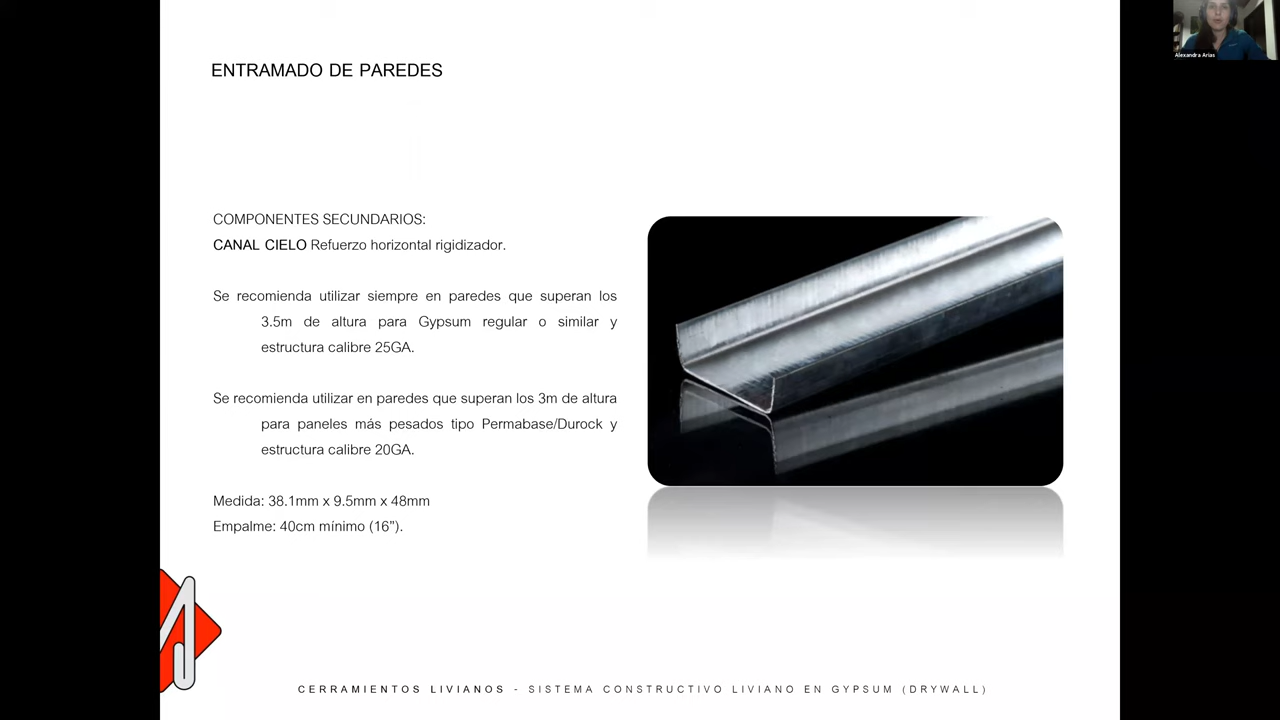 Alexandra Arias
ENTRAMADO DE PAREDES
COMPONENTES SECUNDARIOS:
CANAL CIELO Refuerzo horizontal rigidizador.
Se recomienda utilizar siempre en paredes que superan los
3.5m de altura para Gypsum regular o similar y
estructura calibre 25GA.
Se recomienda utilizar en paredes que superan los 3m de altura
para paneles más pesados tipo Permabase/Durock y
estructura calibre 20GA.
Medida: 38.1mm x 9.5mm x 48mm
Empalme: 40cm mínimo (16”).
CERRAMIENTOS LIVIANOS - SISTEMA CONSTRUCTIVO LIVIANO EN GYPSUM (DRYWALL)